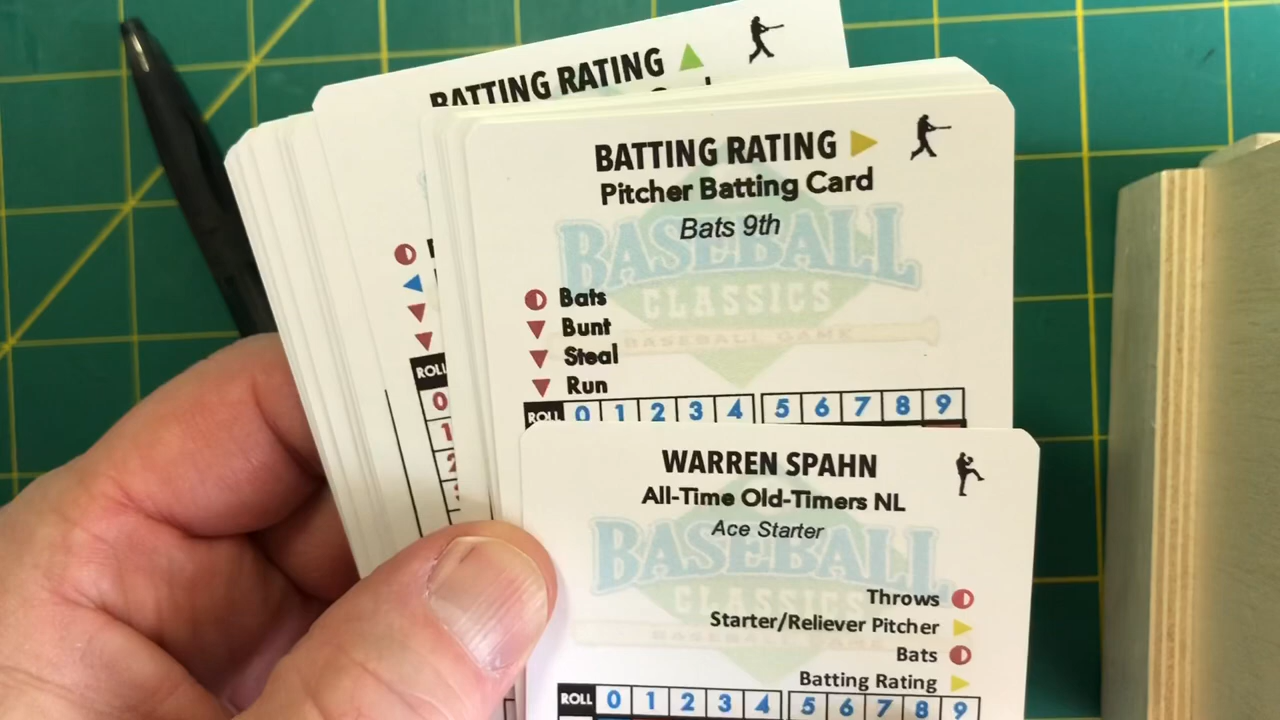 BATTING RATING
BATTING RATING
Pitcher Batting Card
Bats 9th
BASEBALL
CLASSICS
BASEBALL GAME
Bats
Bunt
Steal
Run
ROLL 0 1 2 3 4 5 6 7 8 9
ROLL
0
1
2
WARREN SPAHN
All-Time Old-Timers NL
Ace Starter
BASEBALL
CLASSICS
Throws
Starter/Reliever Pitcher
Bats
Batting Rating
ROLL 0 1 2 3 4 5 6 7 8 9